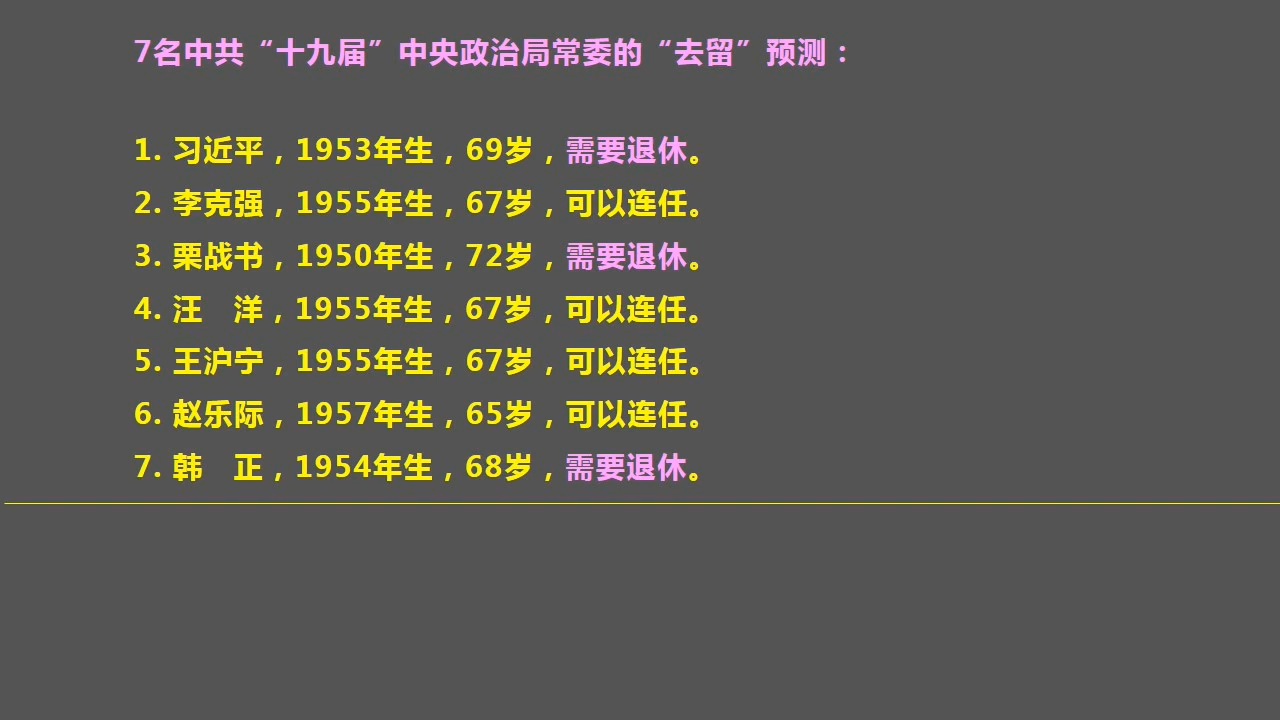 7名中共“十九届”中央政治局常委的“去留”预测：
1. 习近平，1953年生，69岁，需要退休。
2. 李克强，1955年生，67岁，可以连任。
3. 栗战书，1950年生，72岁，需要退休。
4. 汪　洋，1955年生，67岁，可以连任。
5. 王沪宁，1955年生，67岁，可以连任。
6. 赵乐际，1957年生，65岁，可以连任。
7. 韩　正，1954年生，68岁，需要退休。